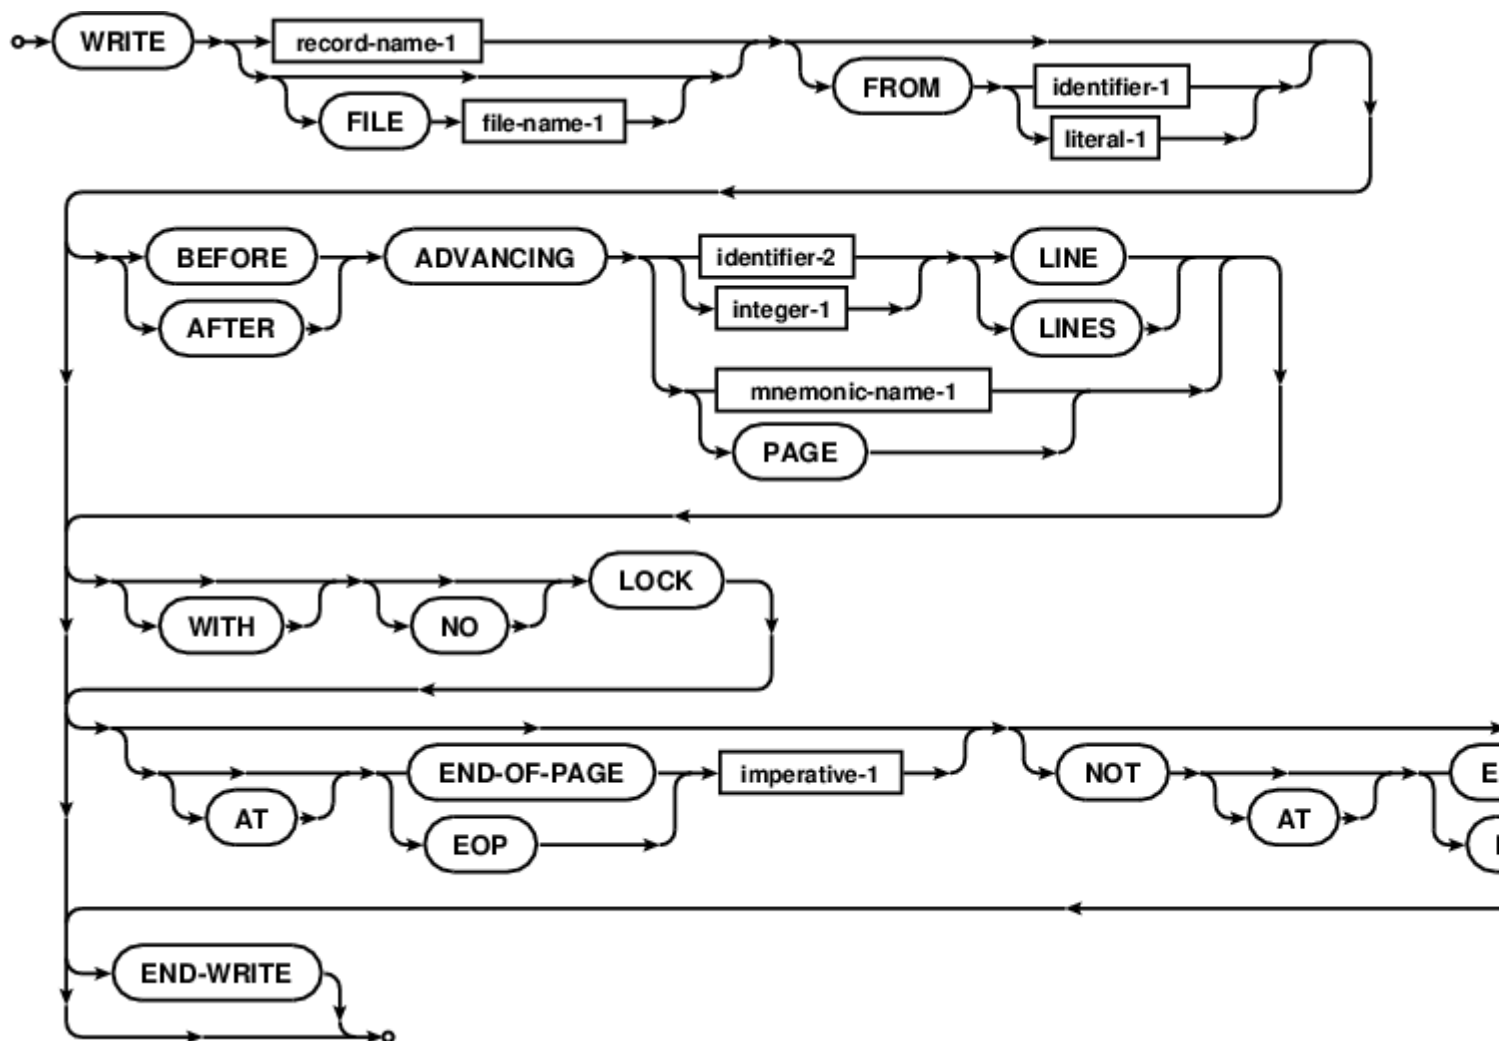 WRITE record-name-1
FROM identifier-1
FILE file-name-1
literal-1
BEFORE ADVANCING identifier-2 LINE
AFTER integer-1 LINES
mnemonic-name-1
PAGE
LOCK
WITH NO
END-OF-PAGE imperative-1 NOT
AT EOP AT
END-WRITE